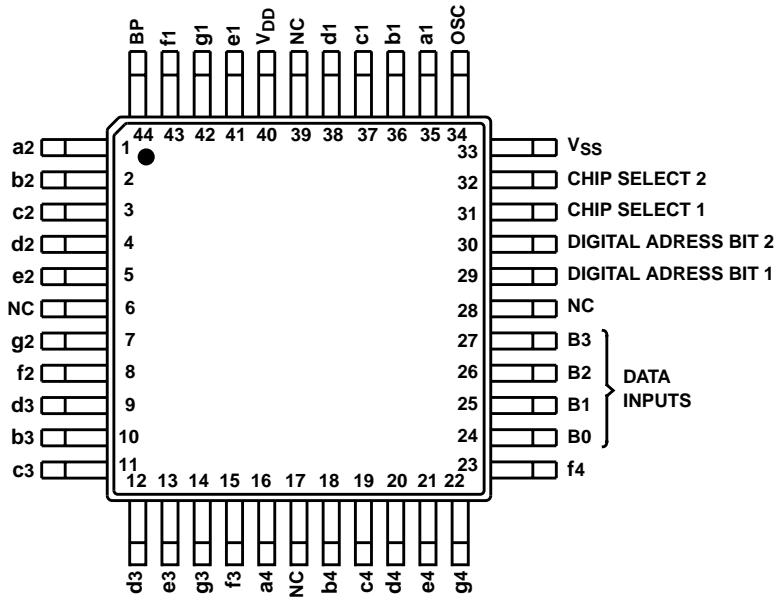 BP f1 g1 e1 VDD NC d1 c1 b1 a1 OSC
44 43 42 41 40 39 38 37 36 35 34
a2 1 33 VSS
b2 2 32 CHIP SELECT 2
c2 3 31 CHIP SELECT 1
d2 4 30 DIGITAL ADRESS BIT 2
e2 5 29 DIGITAL ADRESS BIT 1
NC 6 28 NC
g2 7 27 B3
f2 8 26 B2
d3 9 25 B1
b3 10 24 B0
c3 11 23 f4
DATA
INPUTS
12 13 14 15 16 17 18 19 20 21 22
d3 e3 g3 f3 a4 NC b4 c4 d4 e4 g4